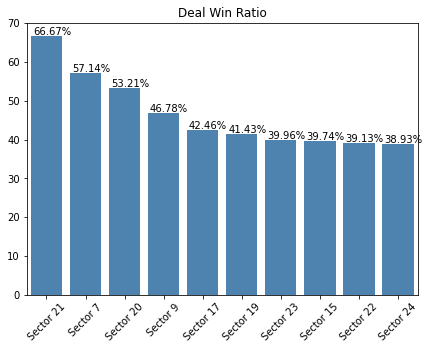 Deal Win Ratio
70
60
50
40
30
20
10
0
66.67%
57.14%
53.21%
46.78%
42.46%
41.43%
39.96%
39.74%
39.13%
38.93%
Sector 21
Sector 7
Sector 20
Sector 9
Sector 17
Sector 19
Sector 23
Sector 15
Sector 22
Sector 24